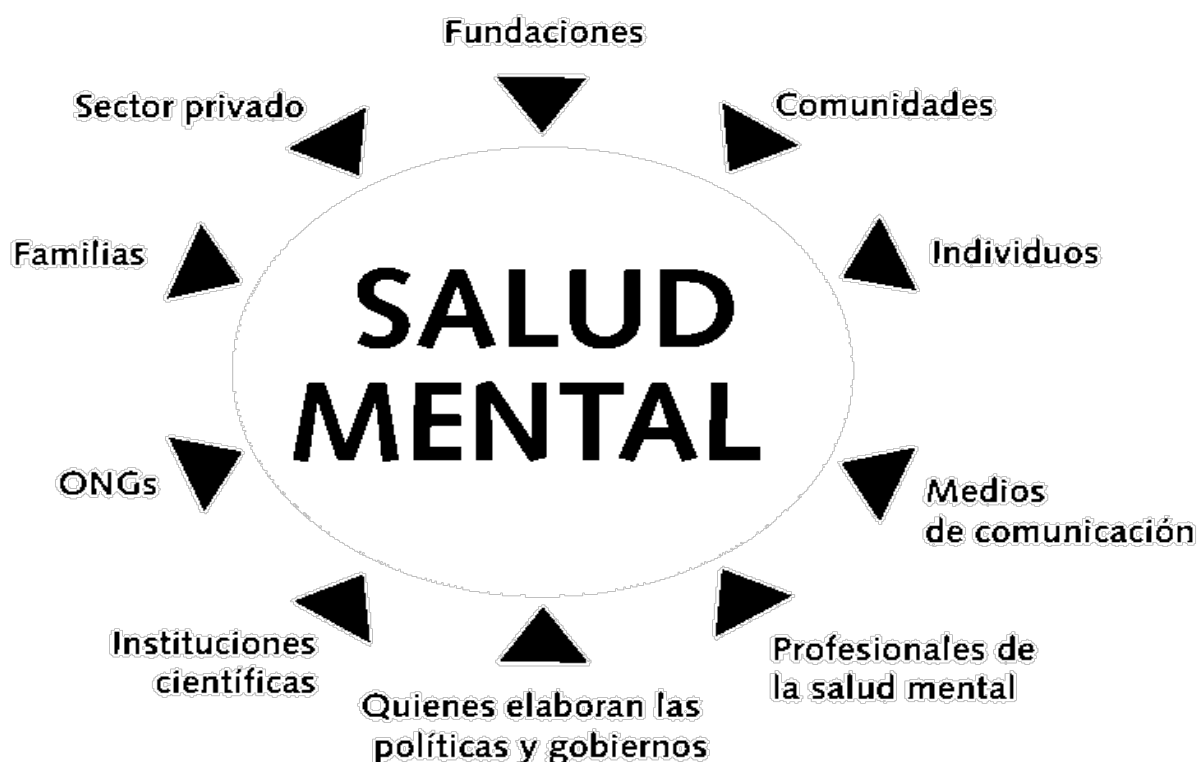 Fundaciones
Sector privado
Comunidades
Familias
Individuos
SALUD
MENTAL
ONGs
Medios
de comunicación
Instituciones
científicas
Profesionales de
la salud mental
Quienes elaboran las
políticas y gobiernos